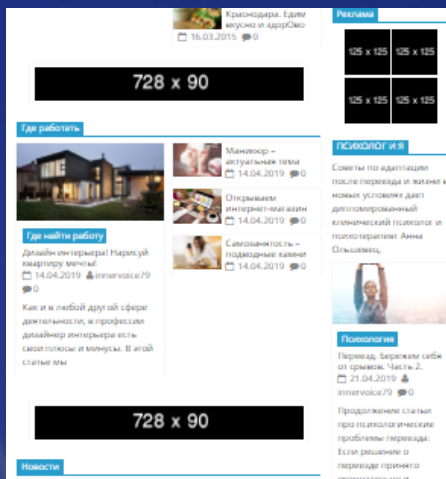 Краснодара. Едим
вкусно и здорОво
16.03.2015 0
728 x 90
Где работать
Где найти работу
Дизайн интерьера! Нарисуй
квартиру мечты!
14.04.2019 innervoice79
0
Как и в любой другой сфере
деятельности, в профессии
дизайнер интерьера есть
свои плюсы и минусы. В этой
статье мы
Маникюр –
актуальная тема
14.04.2019 0
Открываем
интернет-магазин
14.04.2019 0
Самозанятость –
подводные камни
14.04.2019 0
728 x 90
Новости
Реклама
125 x 125 125 x 125
125 x 125 125 x 125
ПСИХОЛОГИЯ
Советы по адаптации
после переезда и жизни в
новых условиях дает
дипломированный
клинический психолог и
психотерапевт Анна
Ольшевец.
Психология
Переезд. Бережем себя
от срывов. Часть 2.
21.04.2019
innervoice79 0
Продолжение статьи
про психологические
проблемы переезда:
Если решение о
переезде принято